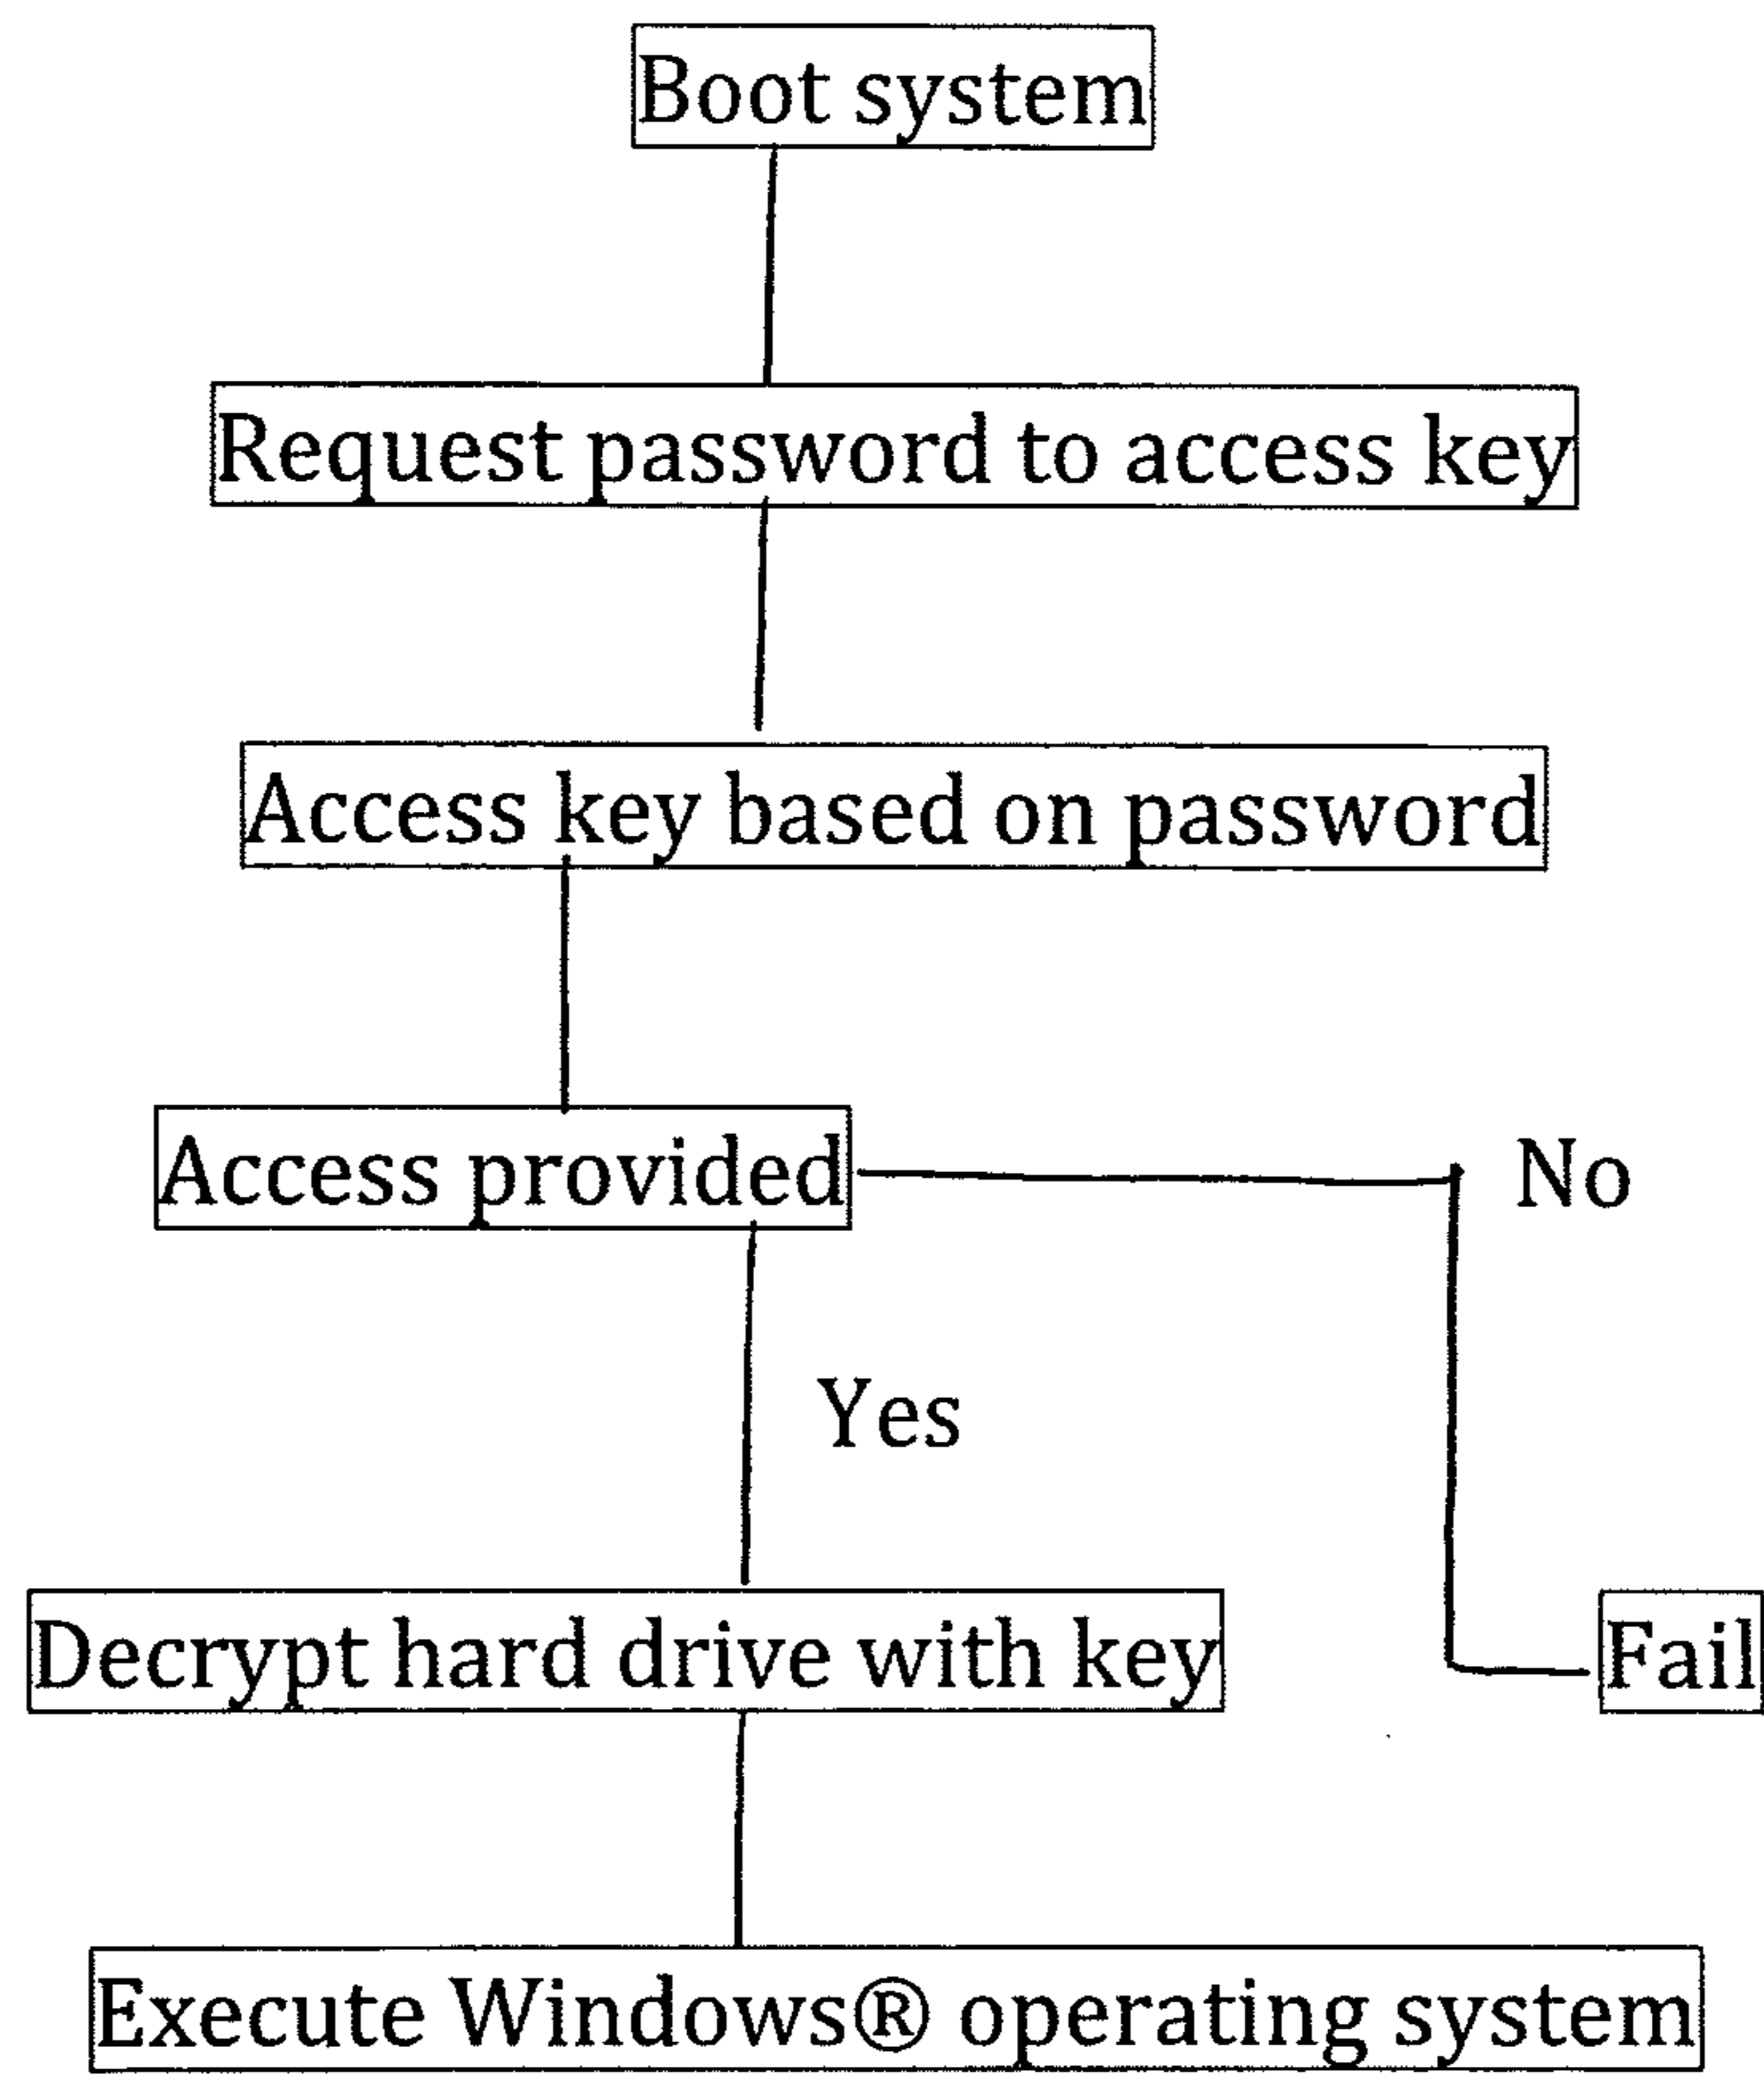 Boot system
Request password to access key
Access key based on password
Access provided
No
Yes
Decrypt hard drive with key
Fail
Execute Windows® operating system